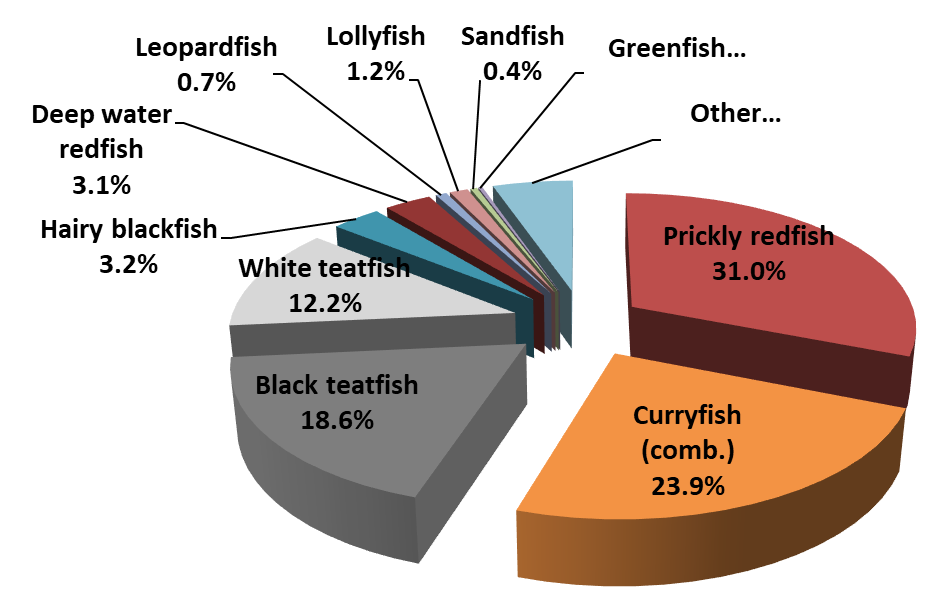 Leopardfish
0.7%
Lollyfish
1.2%
Sandfish
0.4%
Greenfish...
Other...
Deep water
redfish
3.1%
Hairy blackfish
3.2%
White teatfish
12.2%
Prickly redfish
31.0%
Black teatfish
18.6%
Curryfish
(comb.)
23.9%